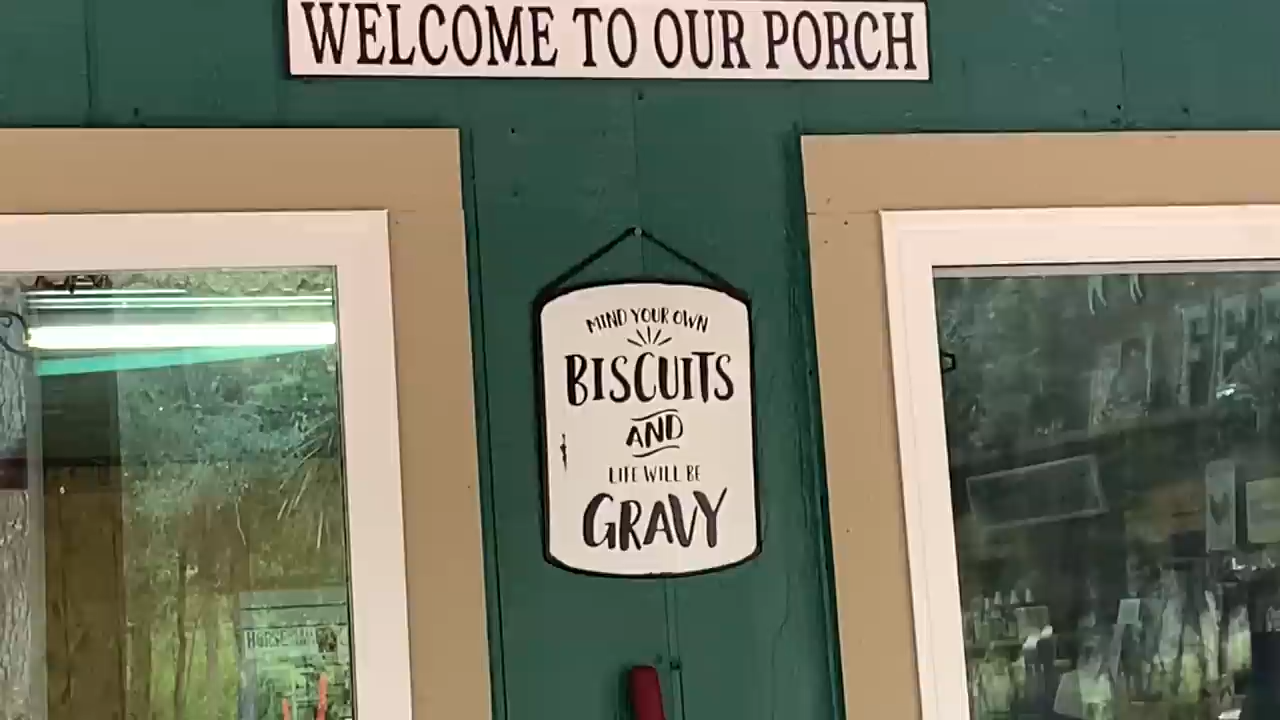 WELCOME TO OUR PORCH
MIND YOUR OWN
BISCUITS
AND
LIFE WILL BE
GRAVY